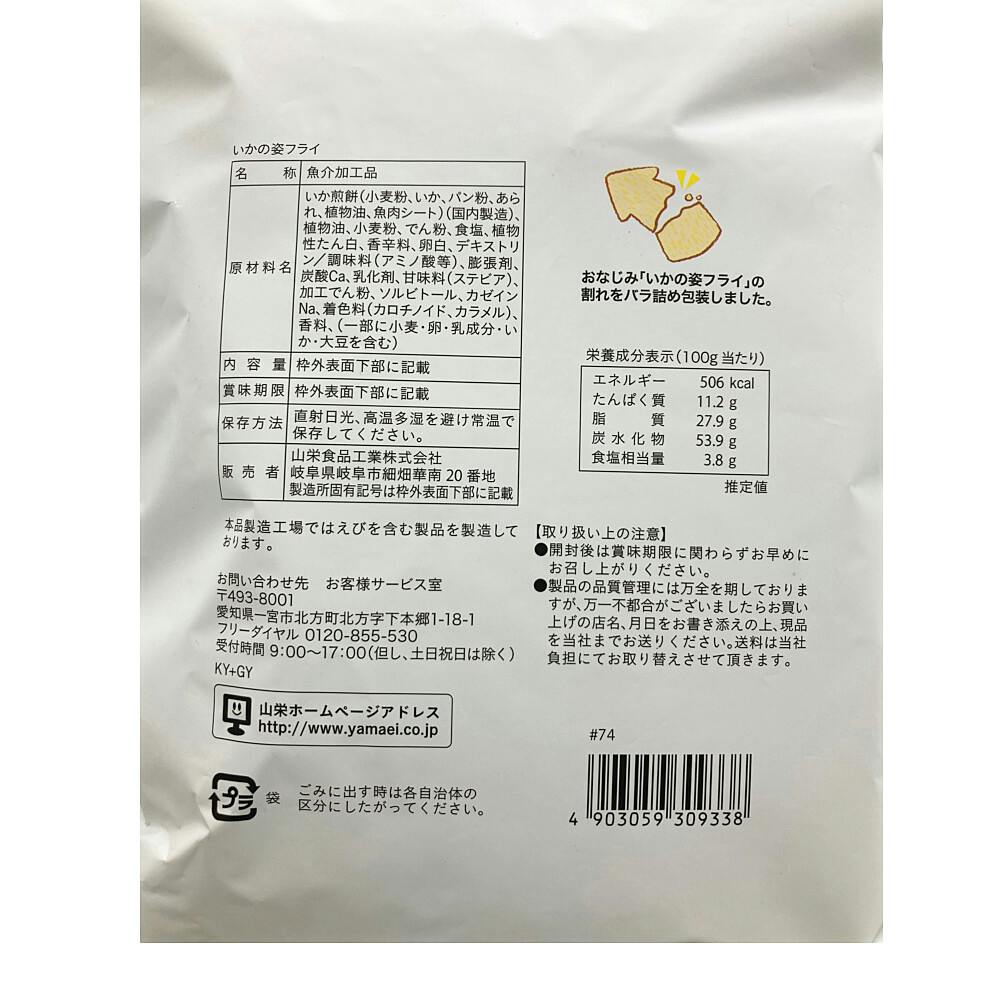 いかの姿フライ
名　称 魚介加工品
原材料名
いか煎餅(小麦粉、いか、パン粉、あら
れ、植物油、魚肉シート)(国内製造)、
植物油、小麦粉、でん粉、食塩、植物
性たん白、香辛料、卵白、デキストリ
ン／調味料(アミノ酸等)、膨張剤、
炭酸Ca、乳化剤、甘味料(ステビア)、
加工でん粉、ソルビトール、カゼイン
Na、着色料(カロチノイド、カラメル)、
香料、(一部に小麦・卵・乳成分・い
か・大豆を含む)
内容量 枠外表面下部に記載
賞味期限 枠外表面下部に記載
保存方法 直射日光、高温多湿を避け常温で
保存してください。
販売者 山栄食品工業株式会社
岐阜県岐阜市細畑華南20番地
製造所固有記号は枠外表面下部に記載
本品製造工場ではえびを含む製品を製造して
おります。
お問い合わせ先　お客様サービス室
〒493-8001
愛知県一宮市北方町北方字下本郷1-18-1
フリーダイヤル 0120-855-530
受付時間 9:00〜17:00(但し、土日祝日は除く)
KY+GY
山栄ホームページアドレス
http://www.yamaei.co.jp
プラ 袋 ごみに出す時は各自治体の
区分にしたがってください。
おなじみ「いかの姿フライ」の
割れをバラ詰め包装しました。
栄養成分表示(100g当たり)
エネルギー 506 kcal
たんぱく質 11.2 g
脂　質 27.9 g
炭水化物 53.9 g
食塩相当量 3.8 g
推定値
【取り扱い上の注意】
●開封後は賞味期限に関わらずお早めに
お召し上がりください。
●製品の品質管理には万全を期しておりま
すが、万一不都合がございましたらお買い
上げの店名、月日をお書き添えの上、現品
を当社までお送りください。送料は当社
負担にてお取り替えさせて頂きます。
#74
4 903059 309338